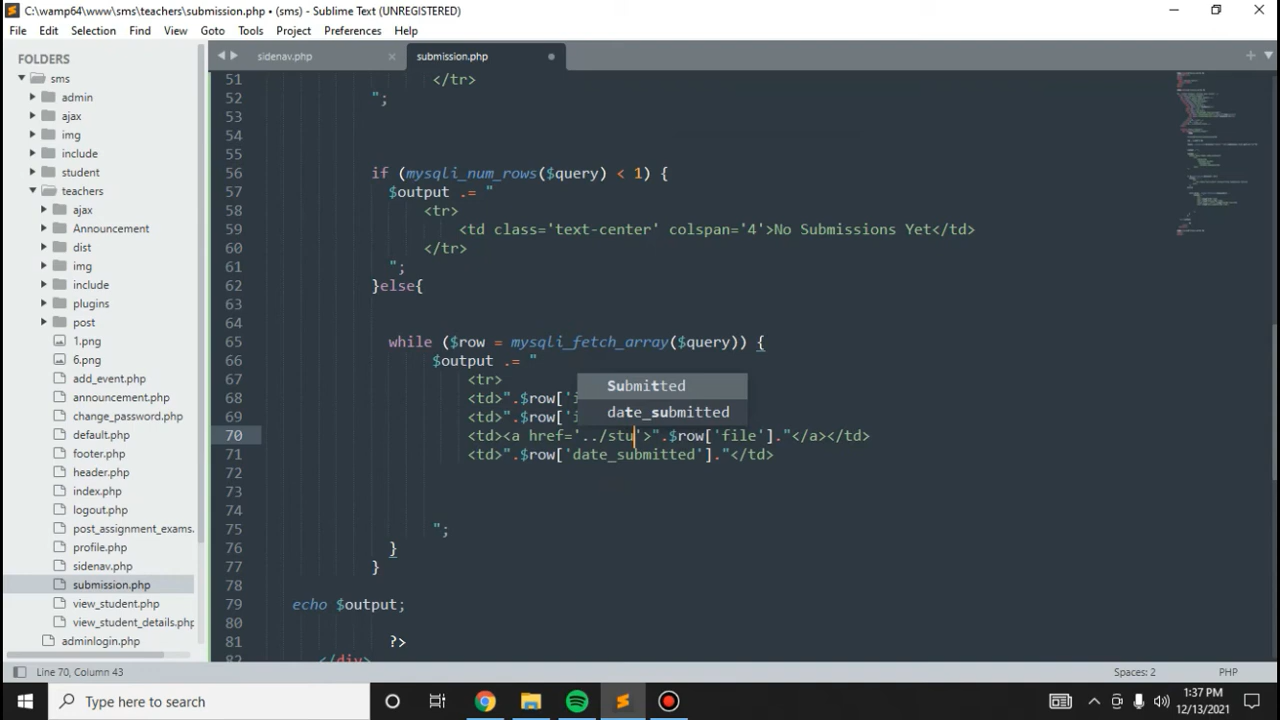 C:\wamp64\www\sms\teachers\submission.php • (sms) - Sublime Text (UNREGISTERED)
File Edit Selection Find View Goto Tools Project Preferences Help
FOLDERS
sms
admin
ajax
img
include
student
teachers
ajax
Announcement
dist
img
include
plugins
post
1.png
6.png
add_event.php
announcement.php
change_password.php
default.php
footer.php
header.php
index.php
logout.php
post_assignment_exams.
profile.php
sidenav.php
submission.php
view_student.php
view_student_details.php
adminlogin.php
sidenav.php
submission.php
51 </tr>
52 ";
53
54
55
56 if (mysqli_num_rows($query) < 1) {
57 $output .= "
58 <tr>
59 <td class='text-center' colspan='4'>No Submissions Yet</td>
60 </tr>
61 ";
62 }else{
63
64
65 while ($row = mysqli_fetch_array($query)) {
66 $output .= "
67 <tr>
68 <td>".$row['i
69 <td>".$row['i
70 <td><a href='../stu'>".$row['file']."</a></td>
71 <td>".$row['date_submitted']."</td>
72
73
74
75 ";
76 }
77 }
78
79 echo $output;
80
81 ?>
82 </div>
Submitted
date_submitted
Line 70, Column 43
Spaces: 2
PHP
Type here to search
1:37 PM
12/13/2021